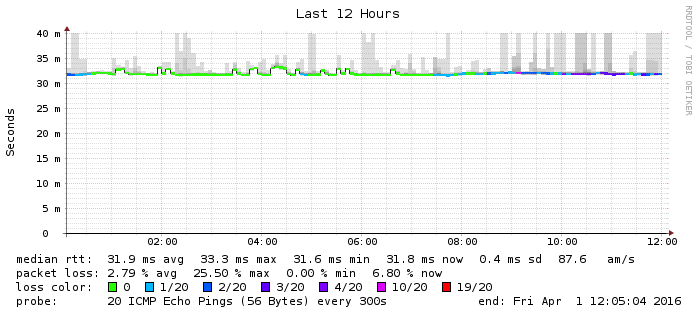 Last 12 Hours
RRDTOOL / TOBI OETIKER
Seconds
40 m
35 m
30 m
25 m
20 m
15 m
10 m
5 m
0
02:00 04:00 06:00 08:00 10:00 12:00
median rtt: 31.9 ms avg 33.3 ms max 31.6 ms min 31.8 ms now 0.4 ms sd 87.6 am/s
packet loss: 2.79 % avg 25.50 % max 0.00 % min 6.80 % now
loss color: 0 1/20 2/20 3/20 4/20 10/20 19/20
probe: 20 ICMP Echo Pings (56 Bytes) every 300s end: Fri Apr 1 12:05:04 2016